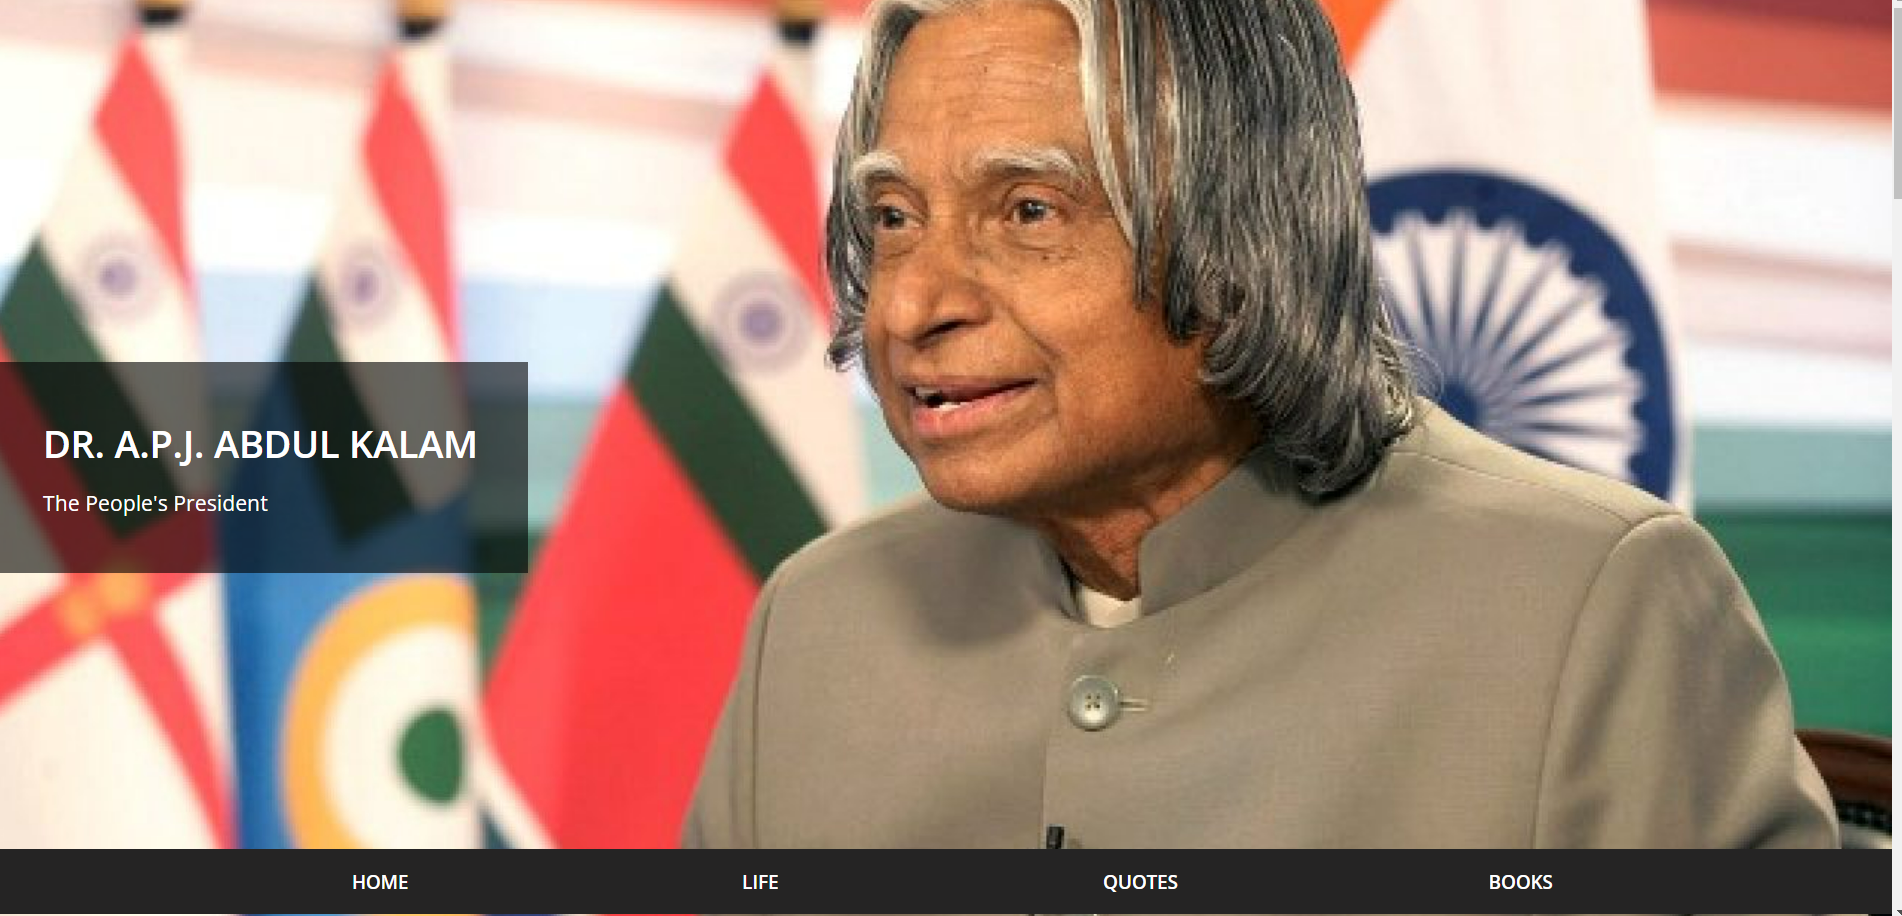 DR. A.P.J. ABDUL KALAM
The People's President
HOME LIFE QUOTES BOOKS